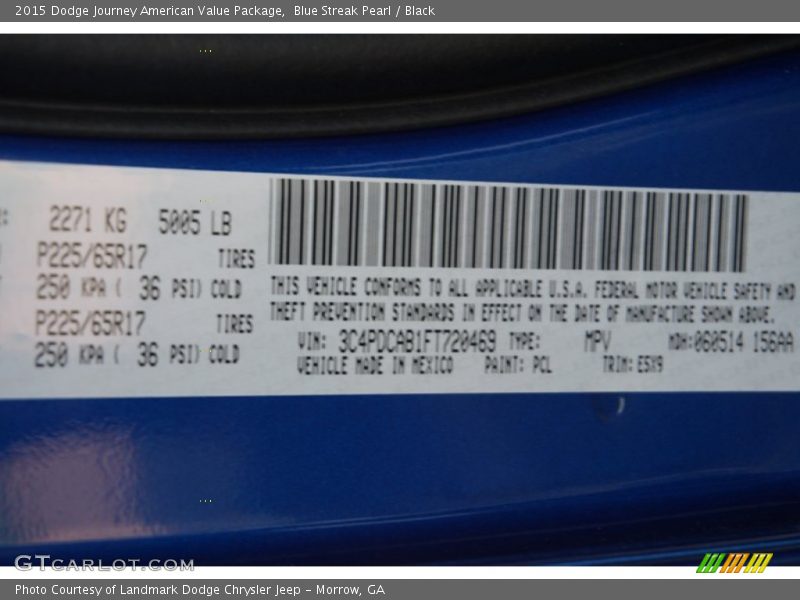 2015 Dodge Journey American Value Package,  Blue Streak Pearl / Black
2271 KG 5005 LB
P225/65R17 TIRES
250 KPA ( 36 PSI) COLD
P225/65R17 TIRES
250 KPA ( 36 PSI) COLD
THIS VEHICLE CONFORMS TO ALL APPLICABLE U.S.A. FEDERAL MOTOR VEHICLE SAFETY AND
THEFT PREVENTION STANDARDS IN EFFECT ON THE DATE OF MANUFACTURE SHOWN ABOVE.
VIN: 3C4PDCAB1FT720469 TYPE: MPV MDH:060514 156AA
VEHICLE MADE IN MEXICO PAINT: PCL TRIM: E5X9
GTCARLOT.COM
Photo Courtesy of Landmark Dodge Chrysler Jeep - Morrow, GA